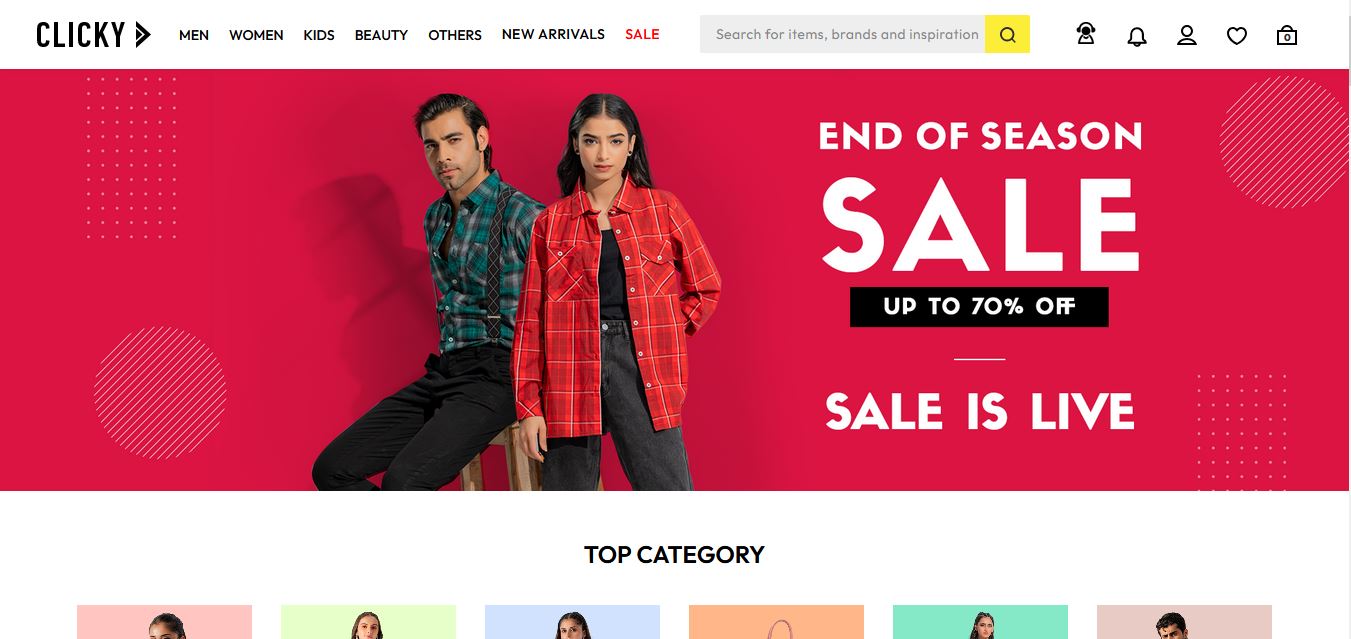 CLICKY
MEN WOMEN KIDS BEAUTY OTHERS NEW ARRIVALS SALE
Search for items, brands and inspiration
0
END OF SEASON
SALE
UP TO 70% OFF
SALE IS LIVE
TOP CATEGORY